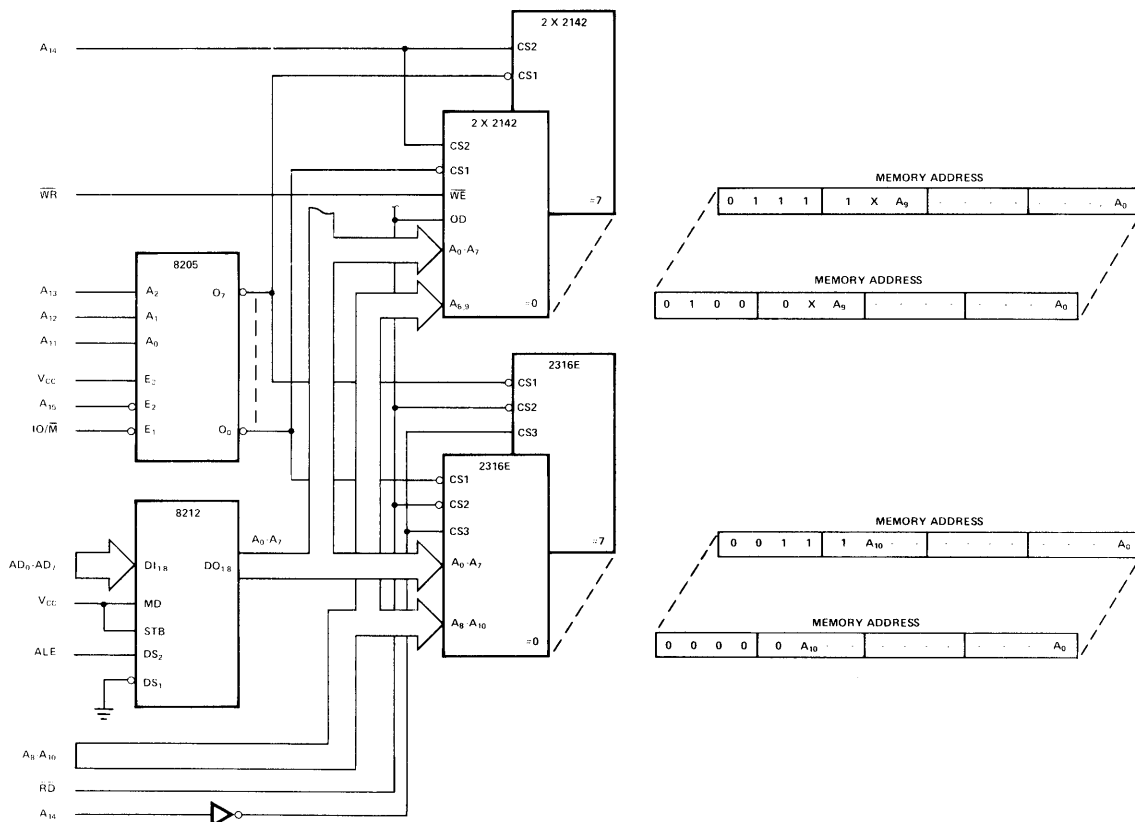 2 X 2142
A14
CS2
CS1
2 X 2142
CS2
CS1
WR
WE
=7
OD
A0-A7
A8,9
=0
MEMORY ADDRESS
0 1 1 1 1 X A9 A0
MEMORY ADDRESS
0 1 0 0 0 X A9 A0
8205
A13
A2
O7
A12
A1
A11
A0
VCC
E3
A15
E2
IO/M
E1
O0
2316E
CS1
CS2
CS3
2316E
CS1
CS2
CS3
=7
A0-A7
A8-A10
=0
MEMORY ADDRESS
0 0 1 1 1 A10 A0
MEMORY ADDRESS
0 0 0 0 0 A10 A0
8212
A0-A7
AD0-AD7
DI1-8
DO1-8
VCC
MD
STB
ALE
DS2
DS1
A8-A10
RD
A14